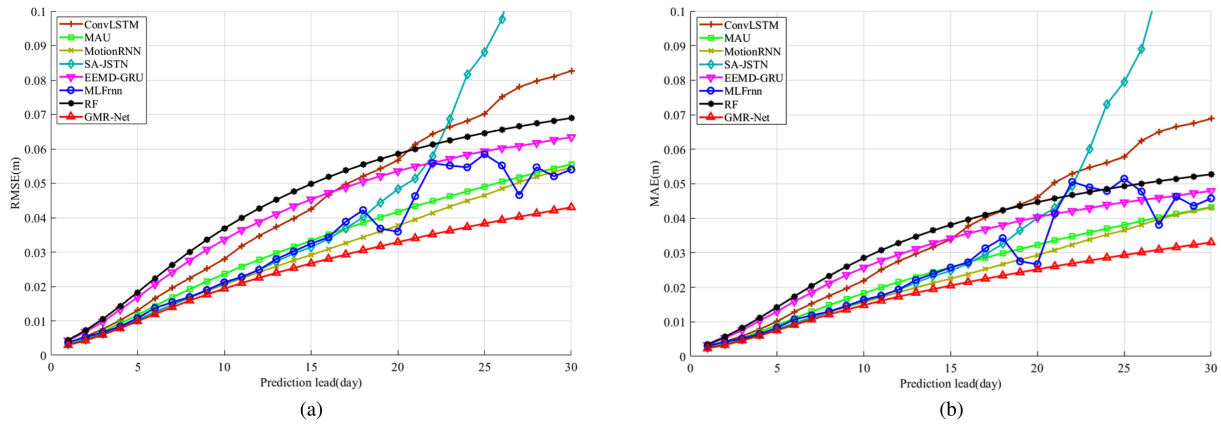 0.1
0.09
0.08
0.07
0.06
0.05
0.04
0.03
0.02
0.01
0
RMSE(m)
ConvLSTM
MAU
MotionRNN
SA-JSTN
EEMD-GRU
MLFrnn
RF
GMR-Net
0 5 10 15 20 25 30
Prediction lead(day)
(a)
0.1
0.09
0.08
0.07
0.06
0.05
0.04
0.03
0.02
0.01
0
MAE(m)
ConvLSTM
MAU
MotionRNN
SA-JSTN
EEMD-GRU
MLFrnn
RF
GMR-Net
0 5 10 15 20 25 30
Prediction lead(day)
(b)